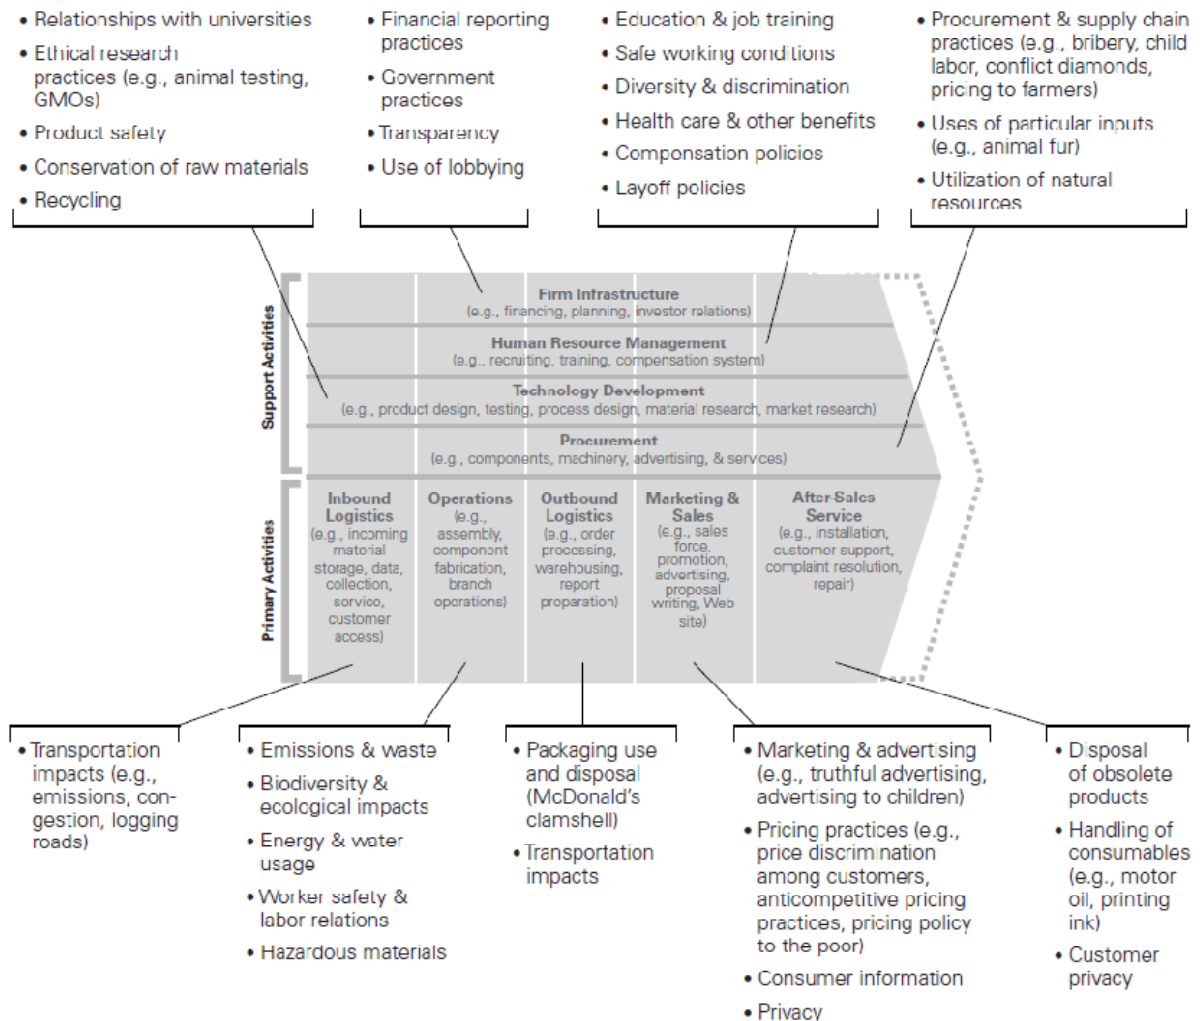 • Relationships with universities
• Ethical research
practices (e.g., animal testing,
GMOs)
• Product safety
• Conservation of raw materials
• Recycling
• Financial reporting
practices
• Government
practices
• Transparency
• Use of lobbying
• Education & job training
• Safe working conditions
• Diversity & discrimination
• Health care & other benefits
• Compensation policies
• Layoff policies
• Procurement & supply chain
practices (e.g., bribery, child
labor, conflict diamonds,
pricing to farmers)
• Uses of particular inputs
(e.g., animal fur)
• Utilization of natural
resources
Support Activities
Firm Infrastructure
(e.g., financing, planning, investor relations)
Human Resource Management
(e.g., recruiting, training, compensation system)
Technology Development
(e.g., product design, testing, process design, material research, market research)
Procurement
(e.g., components, machinery, advertising, & services)
Primary Activities
Inbound
Logistics
(e.g., incoming
material
storage, data,
collection,
service,
customer
access)
Operations
(e.g.,
assembly,
component
fabrication,
branch
operations)
Outbound
Logistics
(e.g., order
processing,
warehousing,
report
preparation)
Marketing &
Sales
(e.g., sales
force,
promotion,
advertising,
proposal
writing, Web
site)
After-Sales
Service
(e.g., installation,
customer support,
complaint resolution,
repair)
• Transportation
impacts (e.g.,
emissions, con-
gestion, logging
roads)
• Emissions & waste
• Biodiversity &
ecological impacts
• Energy & water
usage
• Worker safety &
labor relations
• Hazardous materials
• Packaging use
and disposal
(McDonald's
clamshell)
• Transportation
impacts
• Marketing & advertising
(e.g., truthful advertising,
advertising to children)
• Pricing practices (e.g.,
price discrimination
among customers,
anticompetitive pricing
practices, pricing policy
to the poor)
• Consumer information
• Privacy
• Disposal
of obsolete
products
• Handling of
consumables
(e.g., motor
oil, printing
ink)
• Customer
privacy